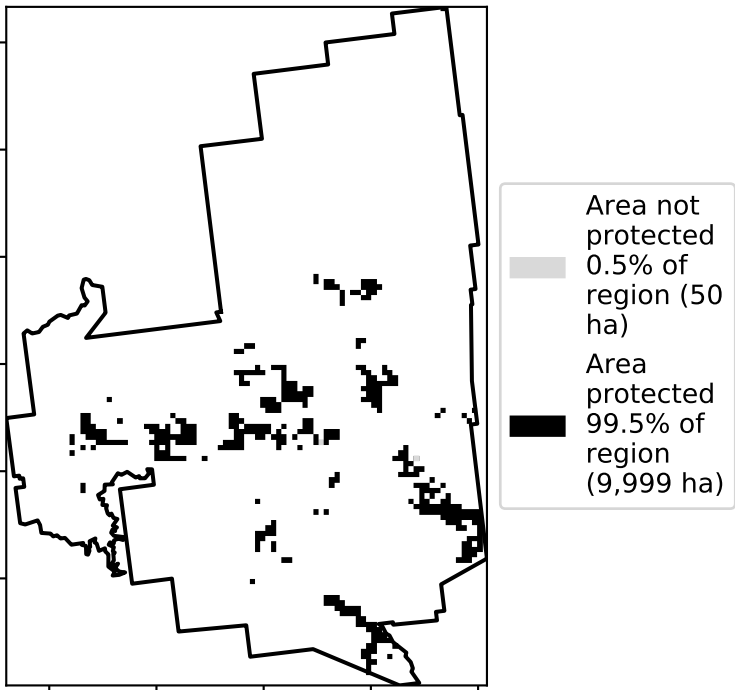 Area not
protected
0.5% of
region (50
ha)
Area
protected
99.5% of
region
(9,999 ha)